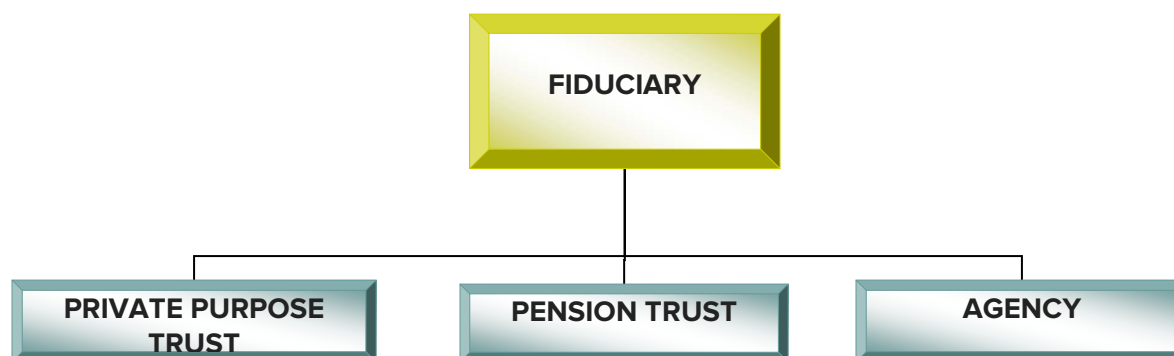 FIDUCIARY
PRIVATE PURPOSE
TRUST
PENSION TRUST
AGENCY